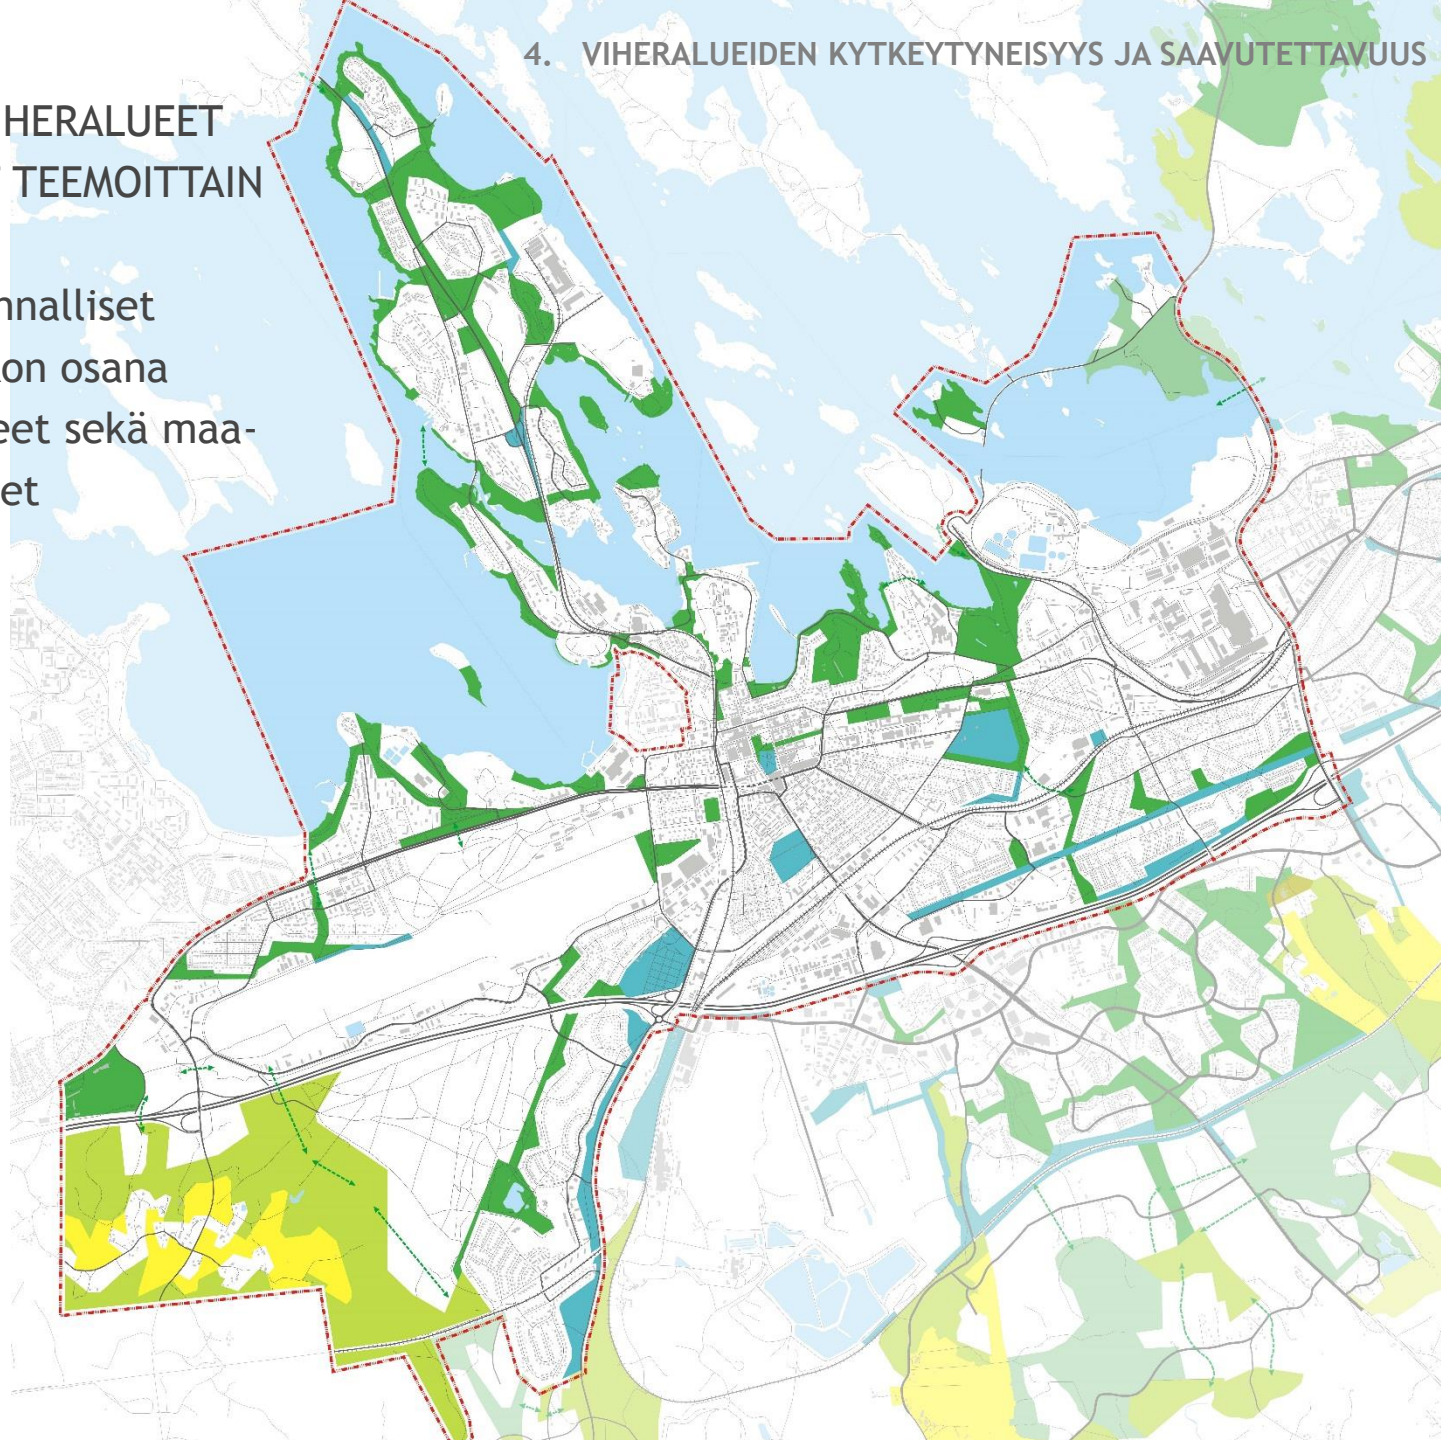 4. VIHERALUEIDEN KYTKEYTYNEISYYS JA SAAVUTETTAVUUS
HERALUEET
TEEMOITTAIN
nnalliset
on osana
eet sekä maa-
et